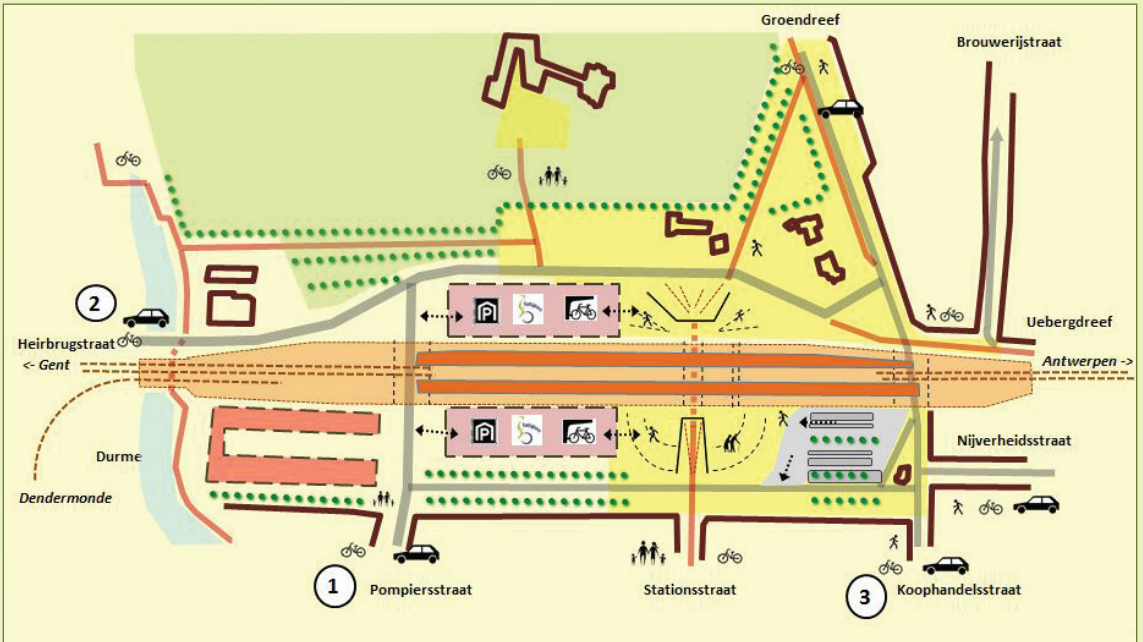 Groendreef
Brouwerijstraat
2
Heirbrugstraat
<- Gent
Uebergdreef
Antwerpen ->
P
P
Durme
Dendermonde
Nijverheidsstraat
1
Pompiersstraat
Stationsstraat
3
Koophandelsstraat